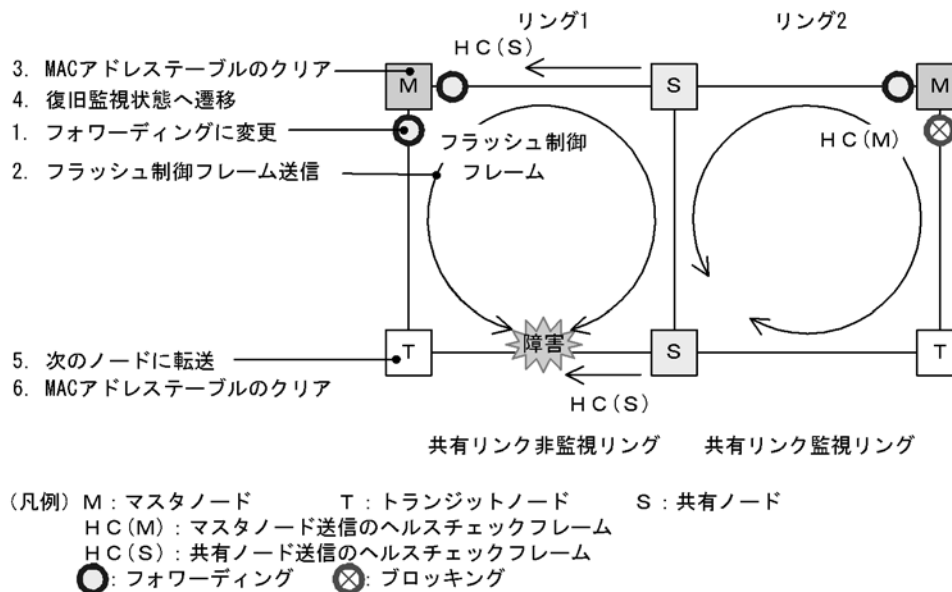 リング1
リング2
HC(S)
3. MACアドレステーブルのクリア
4. 復旧監視状態へ遷移
1. フォワーディングに変更
2. フラッシュ制御フレーム送信
M
S
M
フラッシュ制御
フレーム
HC(M)
5. 次のノードに転送
6. MACアドレステーブルのクリア
T
障害
S
T
HC(S)
共有リンク非監視リング
共有リンク監視リング
(凡例) M:マスタノード T:トランジットノード S:共有ノード
HC(M):マスタノード送信のヘルスチェックフレーム
HC(S):共有ノード送信のヘルスチェックフレーム
:フォワーディング :ブロッキング